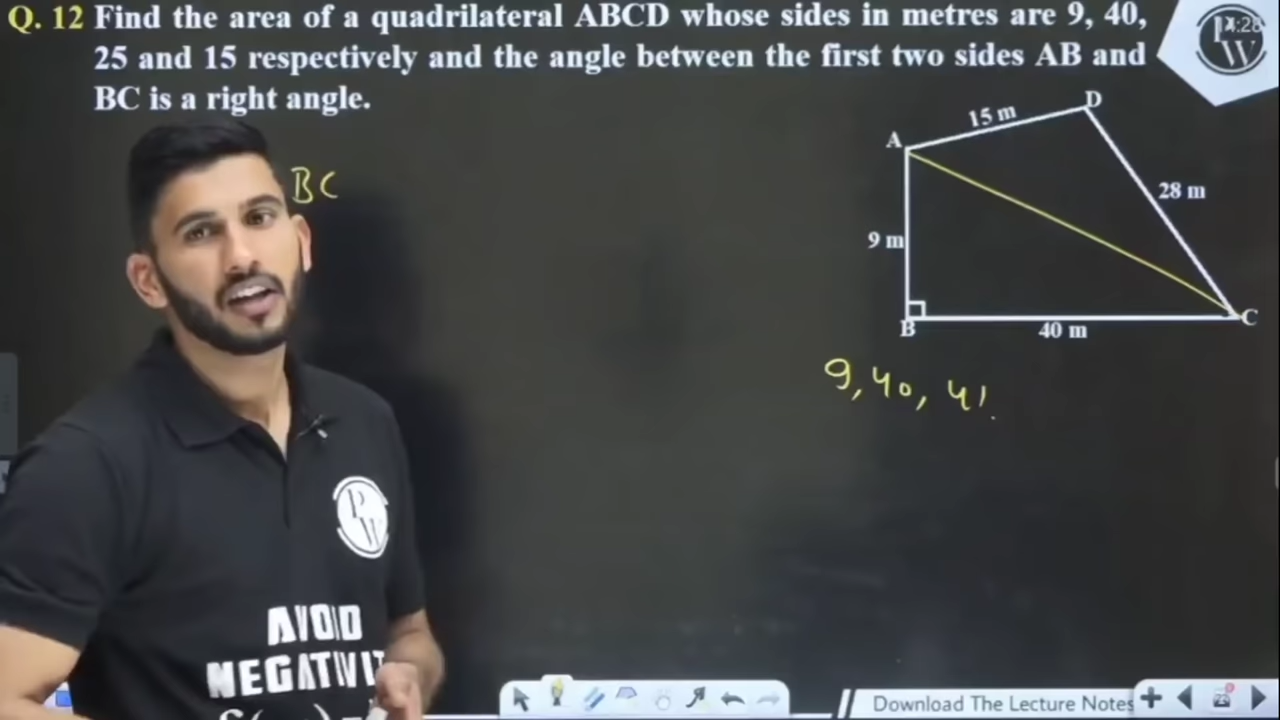 Q. 12 Find the area of a quadrilateral ABCD whose sides in metres are 9, 40,
25 and 15 respectively and the angle between the first two sides AB and
BC is a right angle.
:28
PW
BC
D
15 m
A
28 m
9 m
B
40 m
C
9, 40, 41.
PW
AVOID
NEGATIVIT
Download The Lecture Notes